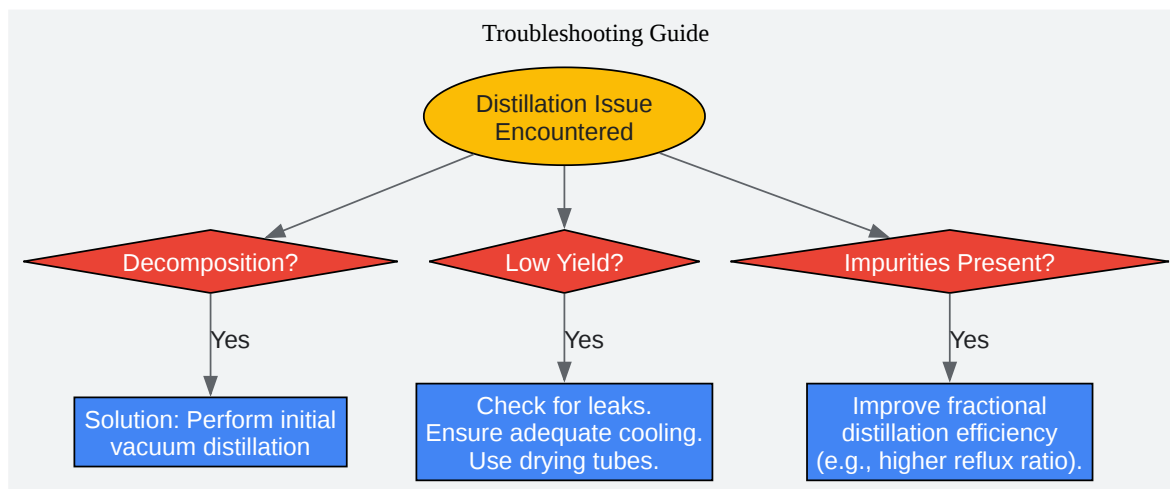 Troubleshooting Guide
Distillation Issue
Encountered
Decomposition?
Low Yield?
Impurities Present?
Yes
Yes
Yes
Solution: Perform initial
vacuum distillation
Check for leaks.
Ensure adequate cooling.
Use drying tubes.
Improve fractional
distillation efficiency
(e.g., higher reflux ratio).